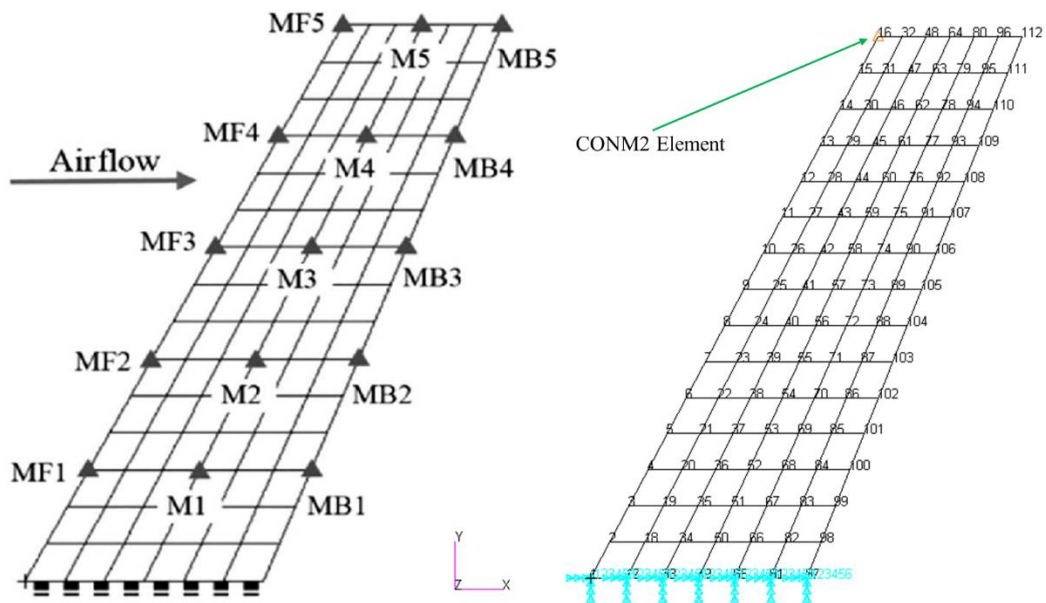 MF5
M5
MB5
MF4
Airflow
M4
MB4
MF3
M3
MB3
MF2
M2
MB2
MF1
M1
MB1
Y
Z
X
16 32 48 64 80 96 112
15 31 47 63 79 95 111
14 30 46 62 78 94 110
CONM2 Element
13 29 45 61 77 93 109
12 28 44 60 76 92 108
11 27 43 59 75 91 107
10 26 42 58 74 90 106
9 25 41 57 73 89 105
8 24 40 56 72 88 104
7 23 39 55 71 87 103
6 22 38 54 70 86 102
5 21 37 53 69 85 101
4 20 36 52 68 84 100
3 19 35 51 67 83 99
2 18 34 50 66 82 98